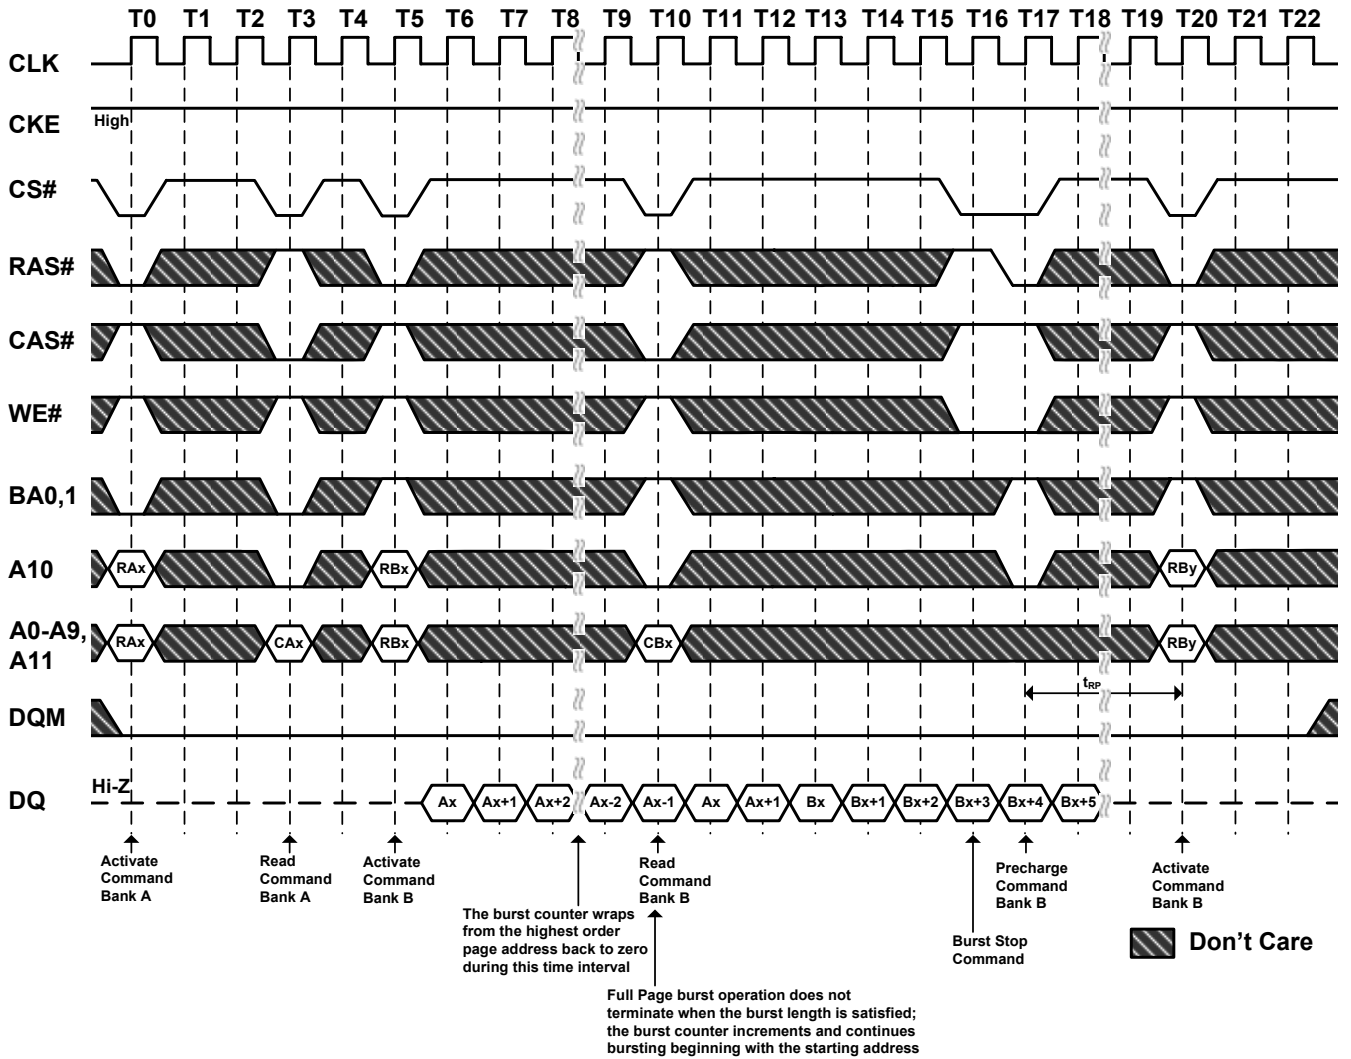 T0 T1 T2 T3 T4 T5 T6 T7 T8 T9 T10 T11 T12 T13 T14 T15 T16 T17 T18 T19 T20 T21 T22
CLK
CKE High
CS#
RAS#
CAS#
WE#
BA0,1
A10 RAx RBx RBy
A0-A9,
A11 RAx CAx RBx CBx RBy
tRP
DQM
DQ Hi-Z Ax Ax+1 Ax+2 Ax-2 Ax-1 Ax Ax+1 Bx Bx+1 Bx+2 Bx+3 Bx+4 Bx+5
Activate
Command
Bank A
Read
Command
Bank A
Activate
Command
Bank B
The burst counter wraps
from the highest order
page address back to zero
during this time interval
Read
Command
Bank B
Full Page burst operation does not
terminate when the burst length is satisfied;
the burst counter increments and continues
bursting beginning with the starting address
Burst Stop
Command
Precharge
Command
Bank B
Activate
Command
Bank B
Don't Care